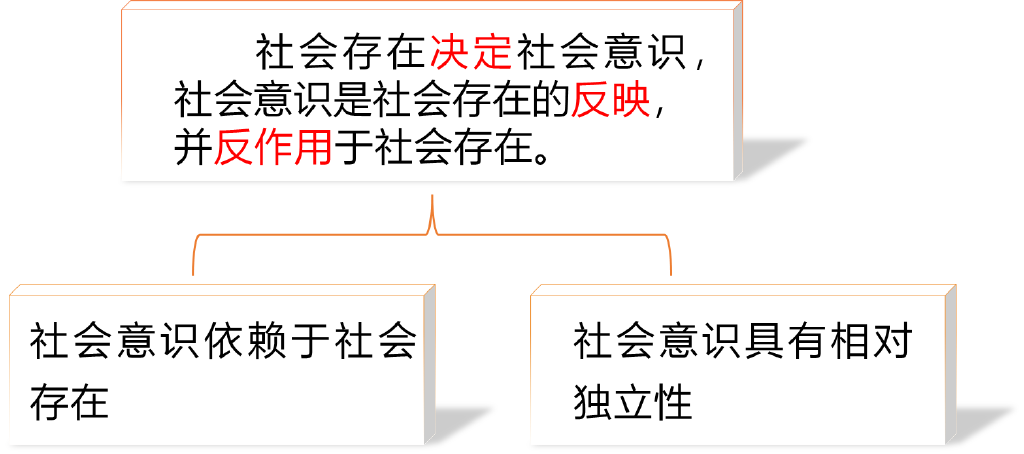 社会存在决定社会意识，
社会意识是社会存在的反映，
并反作用于社会存在。
社会意识依赖于社会
存在
社会意识具有相对
独立性